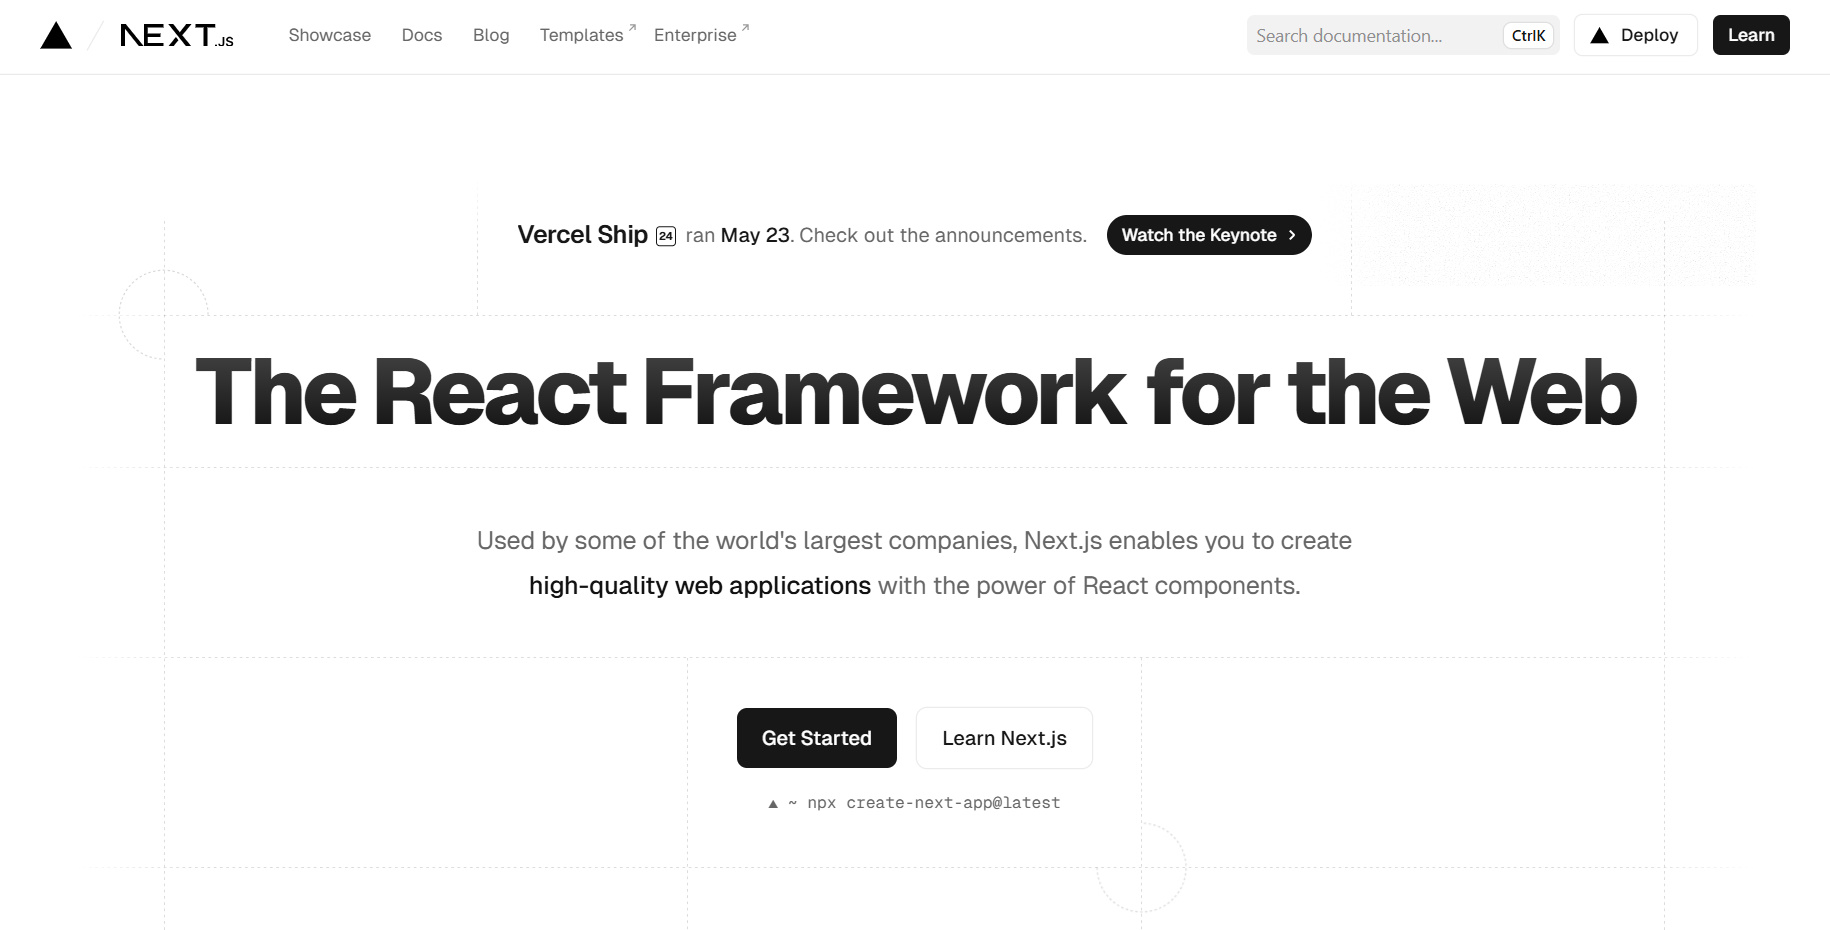 NEXT.JS Showcase Docs Blog Templates Enterprise Search documentation... CtrlK Deploy Learn
Vercel Ship 24 ran May 23. Check out the announcements. Watch the Keynote
The React Framework for the Web
Used by some of the world's largest companies, Next.js enables you to create
high-quality web applications with the power of React components.
Get Started Learn Next.js
▲ ~ npx create-next-app@latest